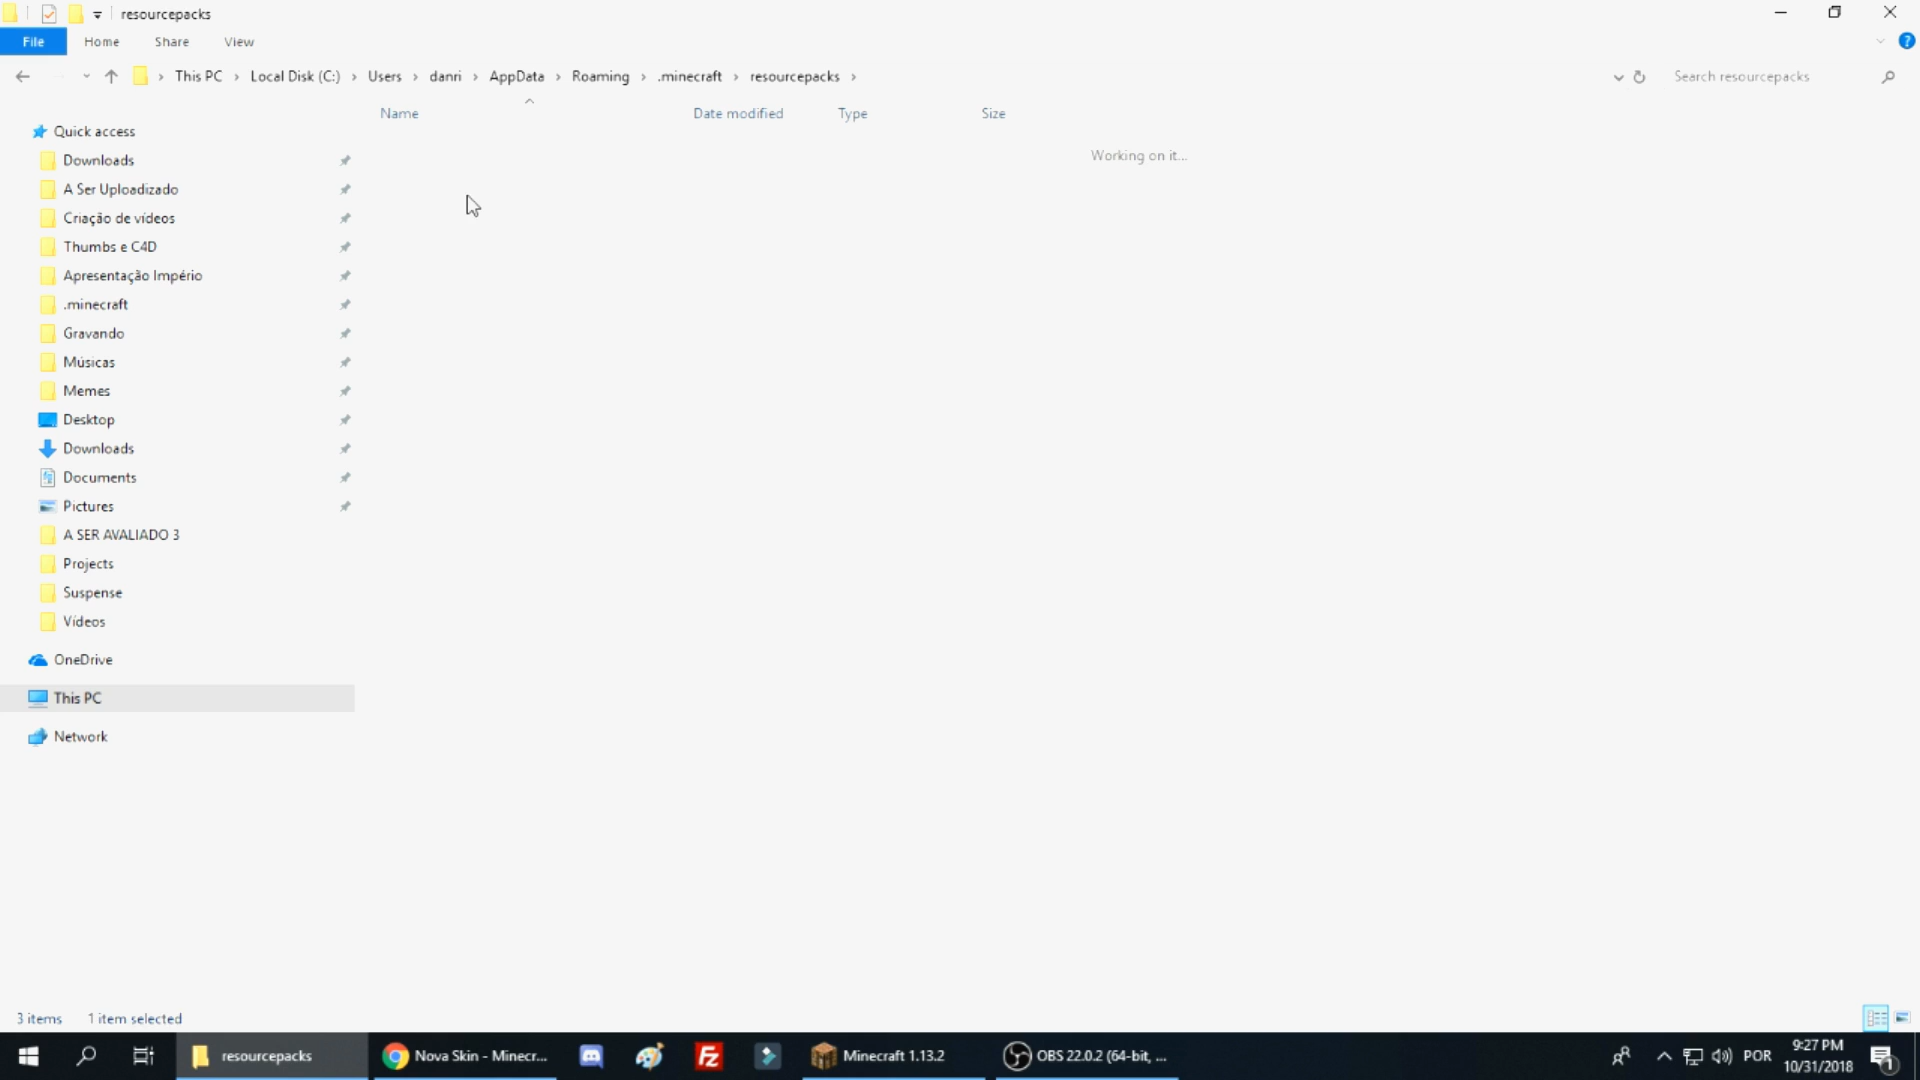 resourcepacks
File Home Share View
This PC Local Disk (C:) Users danri AppData Roaming .minecraft resourcepacks Search resourcepacks
Name Date modified Type Size
Working on it...
Quick access
Downloads
A Ser Uploadizado
Criação de vídeos
Thumbs e C4D
Apresentação Império
.minecraft
Gravando
Músicas
Memes
Desktop
Downloads
Documents
Pictures
A SER AVALIADO 3
Projects
Suspense
Vídeos
OneDrive
This PC
Network
3 items 1 item selected
resourcepacks Nova Skin - Minecr... Fz Minecraft 1.13.2 OBS 22.0.2 (64-bit, ... POR 9:27 PM
10/31/2018 1